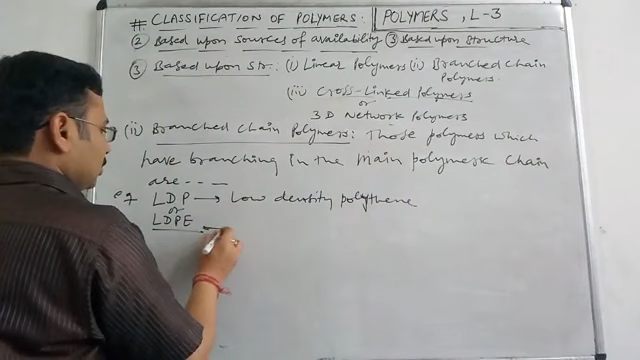 # CLASSIFICATION OF POLYMERS: POLYMERS, L-3
② Based upon sources of availability ③ Based upon structure
③ Based upon str: (i) Linear Polymers (ii) Branched Chain
Polymers.
(iii) Cross-Linked Polymers
or
3D Network Polymers
(ii) Branched Chain Polymers: Those polymers which
have branching in the main polymeric chain
are - - - —
eg LDP → Low density polythene
or
LDPE